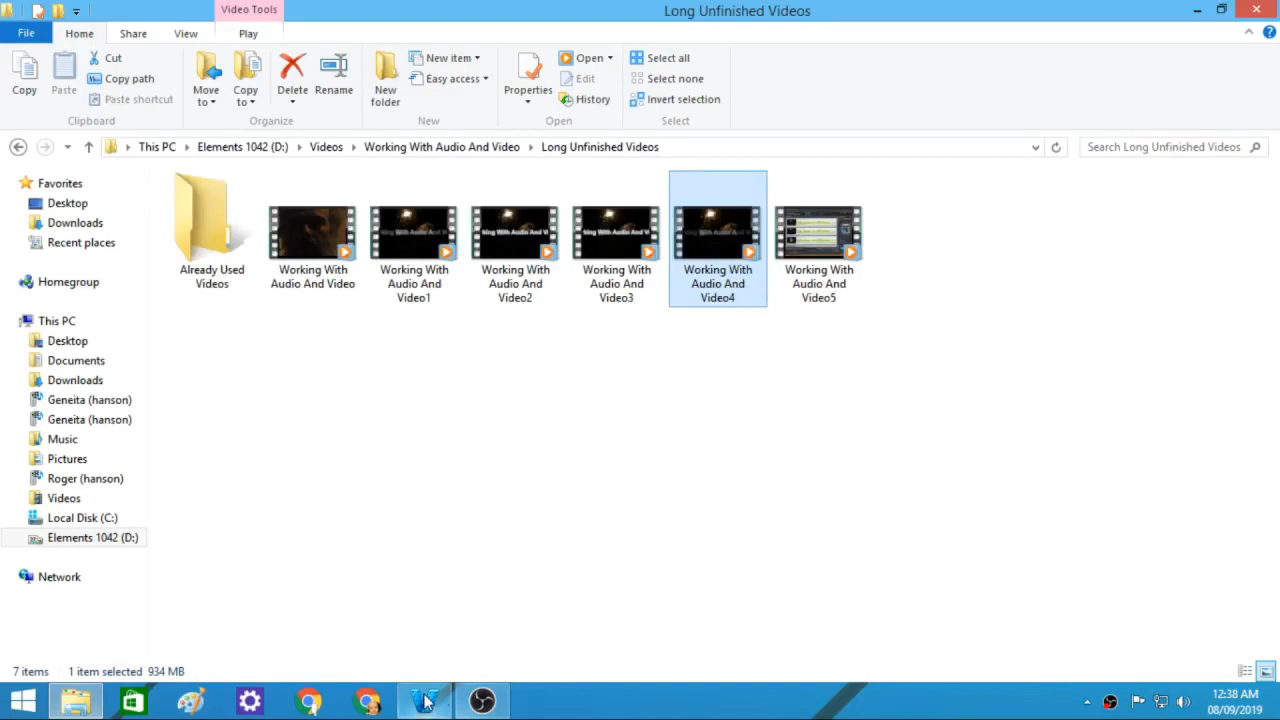 Video Tools
Long Unfinished Videos
File
Home
Share
View
Play
Copy
Paste
Cut
Copy path
Paste shortcut
Clipboard
Move to
Copy to
Delete
Rename
Organize
New folder
New item
Easy access
New
Properties
Open
Edit
History
Open
Select all
Select none
Invert selection
Select
This PC
Elements 1042 (D:)
Videos
Working With Audio And Video
Long Unfinished Videos
Search Long Unfinished Videos
Favorites
Desktop
Downloads
Recent places
Homegroup
This PC
Desktop
Documents
Downloads
Geneita (hanson)
Geneita (hanson)
Music
Pictures
Roger (hanson)
Videos
Local Disk (C:)
Elements 1042 (D:)
Network
Already Used
Videos
Working With
Audio And Video
Working With
Audio And
Video1
Working With
Audio And
Video2
Working With
Audio And
Video3
Working With
Audio And
Video4
Working With
Audio And
Video5
7 items
1 item selected 934 MB
12:38 AM
08/09/2019